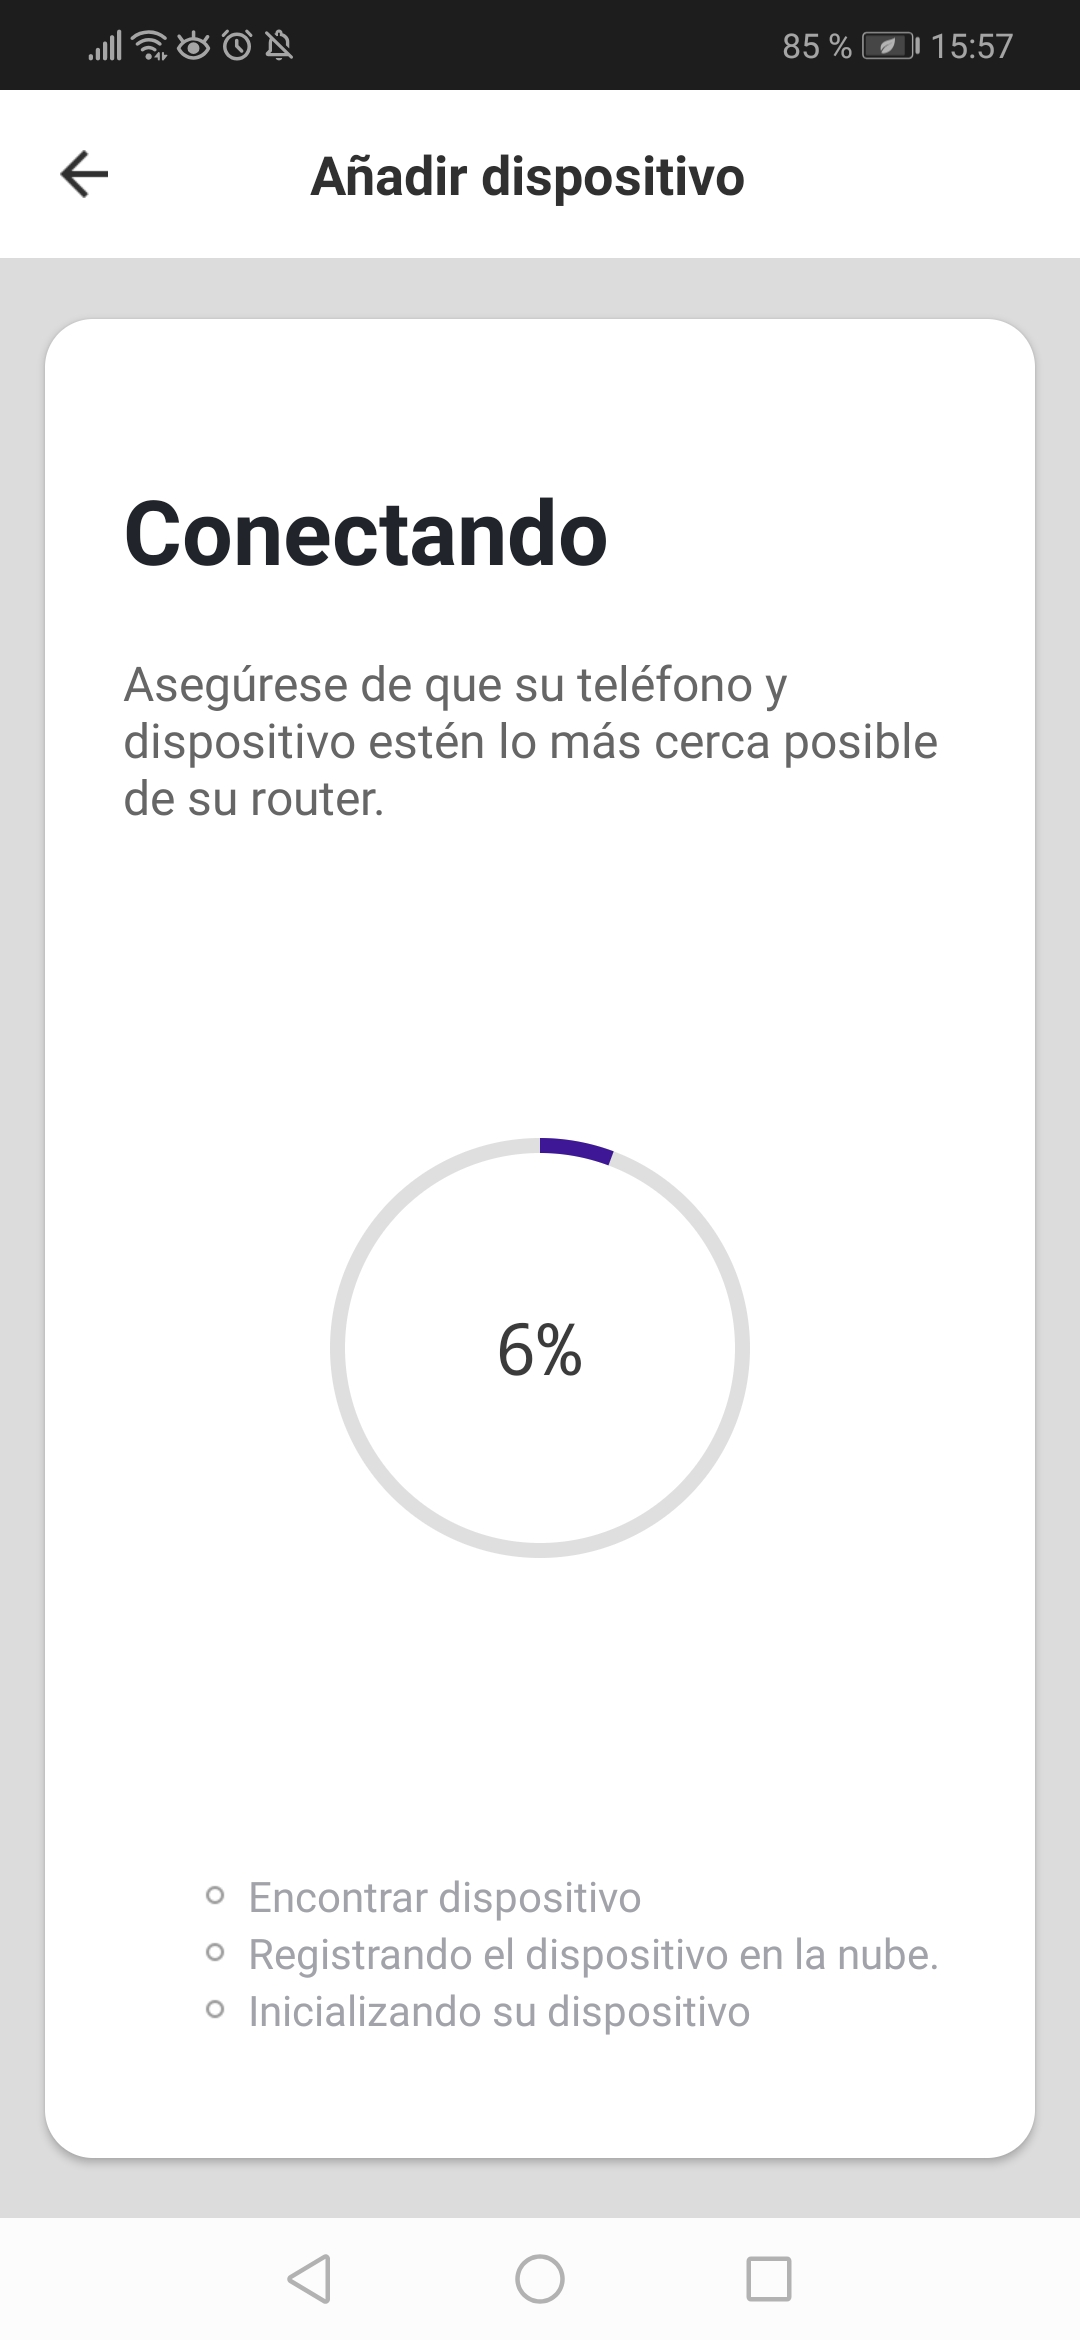 85 % 15:57
Añadir dispositivo
Conectando
Asegúrese de que su teléfono y
dispositivo estén lo más cerca posible
de su router.
6%
Encontrar dispositivo
Registrando el dispositivo en la nube.
Inicializando su dispositivo